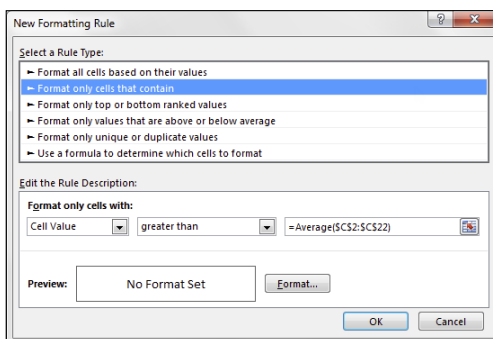 New Formatting Rule
Select a Rule Type:
► Format all cells based on their values
► Format only cells that contain
► Format only top or bottom ranked values
► Format only values that are above or below average
► Format only unique or duplicate values
► Use a formula to determine which cells to format
Edit the Rule Description:
Format only cells with:
Cell Value greater than =Average($C$2:$C$22)
Preview: No Format Set Format...
OK Cancel